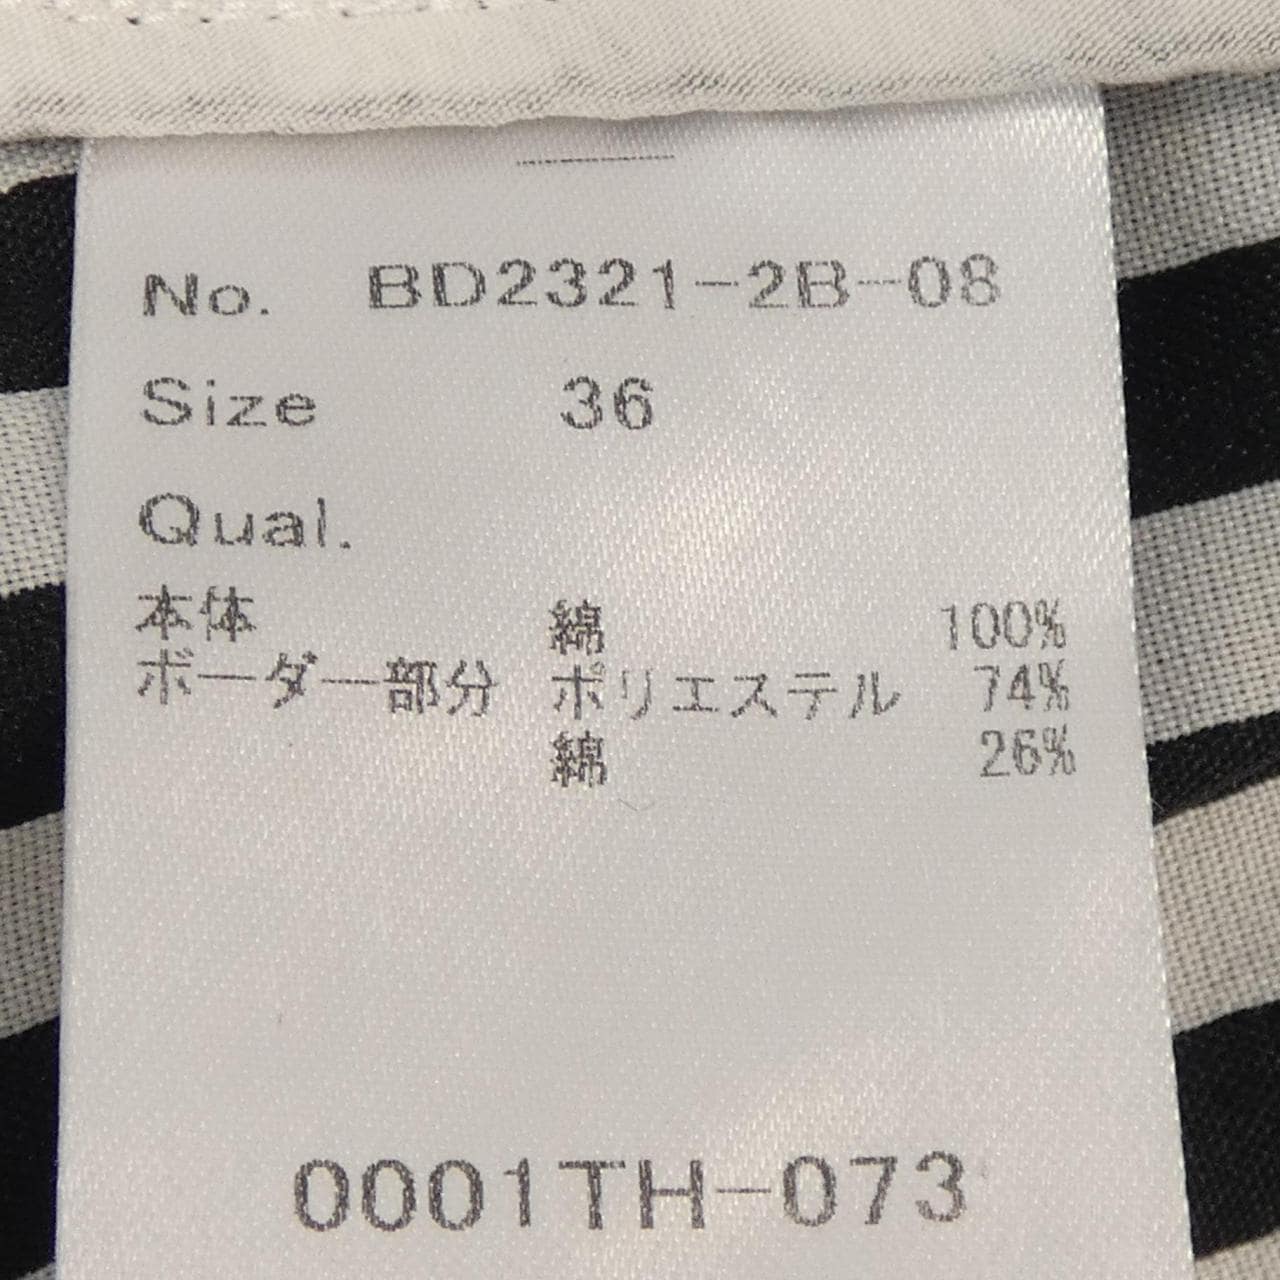 No. BD2321-2B-08
Size 36
Qual.
本体 綿 100%
ボーダー部分 ポリエステル 74%
綿 26%
0001TH-073